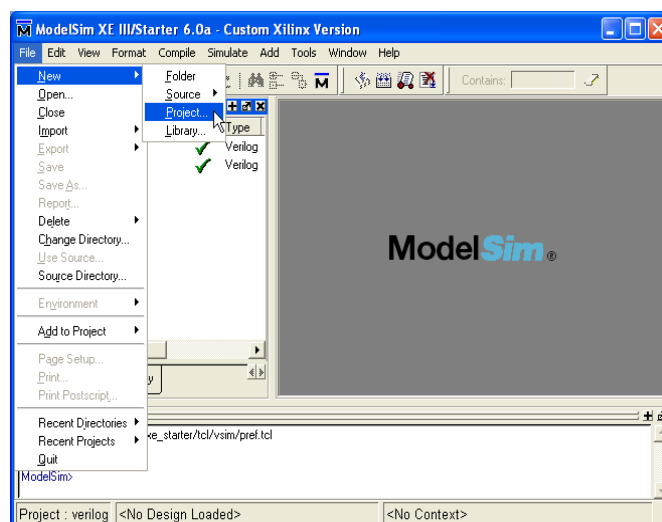 ModelSim XE III/Starter 6.0a - Custom Xilinx Version
File Edit View Format Compile Simulate Add Tools Window Help
New
Folder
Contains:
Open...
Source
Close
Project...
Type
Import
Library...
Export
Verilog
Save
Verilog
Save As...
Report...
Delete
Change Directory...
Use Source...
Source Directory...
ModelSim ®
Environment
Add to Project
Page Setup...
Print...
Print Postscript...
Recent Directories
Recent Projects
xe_starter/tcl/vsim/pref.tcl
Quit
ModelSim>
Project : verilog <No Design Loaded> <No Context>